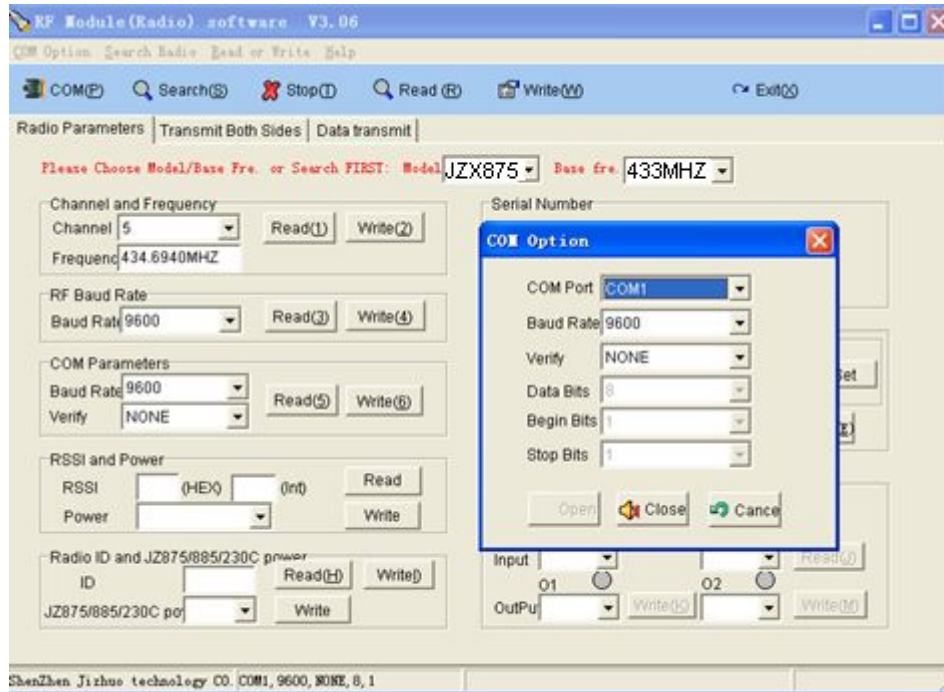 RF Module(Radio) software V3.06
COM Option Search Radio Read or Write Help
COM(P) Search(S) Stop(T) Read (R) Write(W) Exit(X)
Radio Parameters Transmit Both Sides Data transmit
Please Choose Model/Base Fre. or Search FIRST: Model JZX875 Base fre. 433MHZ
Channel and Frequency
Channel 5 Read(1) Write(2)
Frequenc 434.6940MHZ
RF Baud Rate
Baud Rat 9600 Read(3) Write(4)
COM Parameters
Baud Rate 9600
Verify NONE Read(5) Write(6)
RSSI and Power
RSSI (HEX) (Int) Read
Power Write
Radio ID and JZ875/885/230C power
ID Read(H) Write(I)
JZ875/885/230C po Write
Serial Number
COM Option
COM Port COM1
Baud Rate 9600
Verify NONE
Data Bits 8
Begin Bits 1
Stop Bits 1
Open Close Cance
Set
Input Read(J)
O1 O2
OutPu Write(K) Write(M)
ShenZhen Jizhuo technology CO. COM1, 9600, NONE, 8, 1